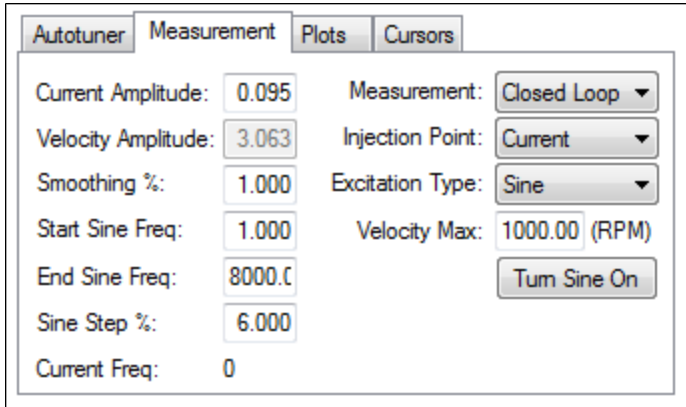 Autotuner Measurement Plots Cursors
Current Amplitude: 0.095 Measurement: Closed Loop
Velocity Amplitude: 3.063 Injection Point: Current
Smoothing %: 1.000 Excitation Type: Sine
Start Sine Freq: 1.000 Velocity Max: 1000.00 (RPM)
End Sine Freq: 8000.0 Turn Sine On
Sine Step %: 6.000
Current Freq: 0